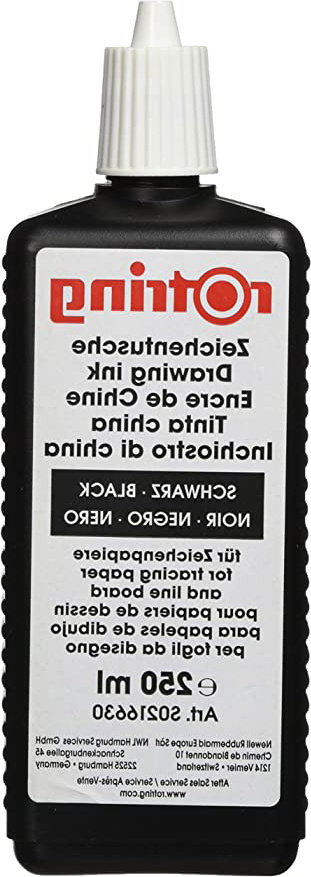 rotring
Zeichentusche
Drawing ink
Encre de Chine
Tinta china
Inchiostro di china
SCHWARZ · BLACK
NOIR · NEGRO · NERO
für Zeichenpapiere
for tracing paper
and line board
pour papiers de dessin
para papeles de dibujo
per fogli da disegno
℮250 ml
Art. S0216630
Newell Rubbermaid Europe Sàrl
Chemin de Blandonnet 10
1214 Vernier • Switzerland
NWL Hamburg Services GmbH
Schnackenburgallee 45
22525 Hamburg • Germany
After Sales Service / Service Après-Vente
www.rotring.com